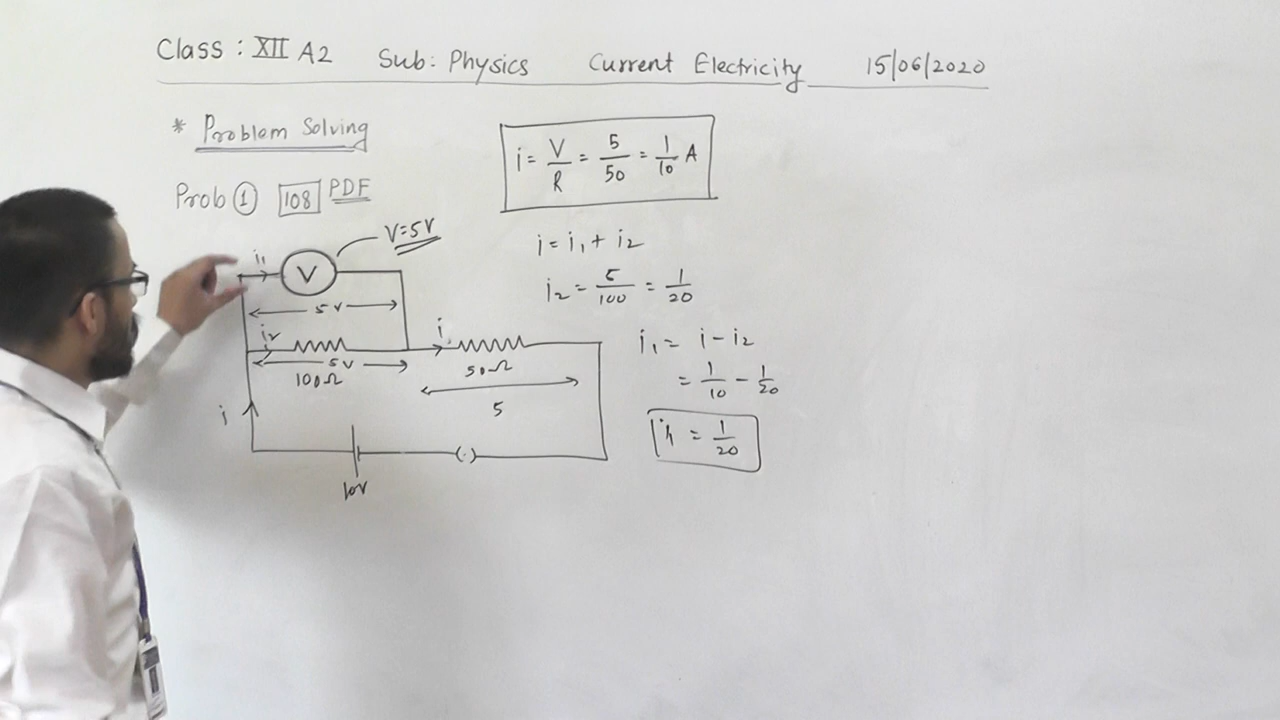 Class : XII A2 Sub: Physics Current Electricity 15/06/2020
* Problem Solving
Prob ① 108 PDF
i = V/R = 5/50 = 1/10 A
V=5V
i₁
V
5V
i = i₁ + i₂
i₂ = 5/100 = 1/20
i₂
i
5V
100Ω
50Ω
5
i
10V
i₁ = i - i₂
= 1/10 - 1/20
i₁ = 1/20